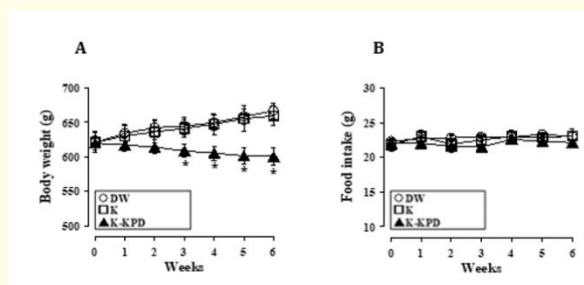 A
Body weight (g)
700
650
600
550
500
DW
K
K-KPD
* * * *
0 1 2 3 4 5 6
Weeks
B
Food intake (g)
30
25
20
15
10
DW
K
K-KPD
0 1 2 3 4 5 6
Weeks